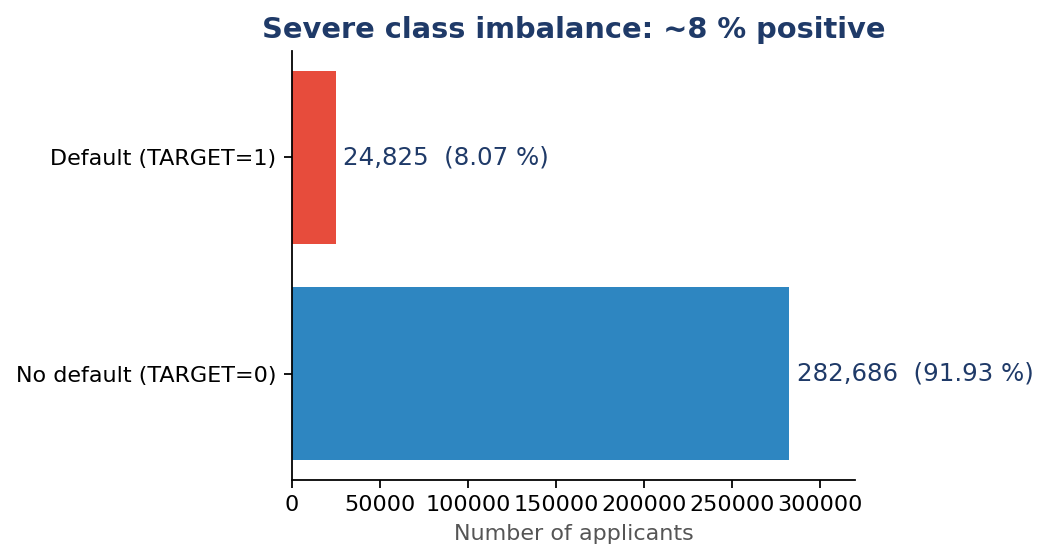 Severe class imbalance: ~8 % positive
Default (TARGET=1)
24,825  (8.07 %)
No default (TARGET=0)
282,686  (91.93 %)
0 50000 100000 150000 200000 250000 300000
Number of applicants